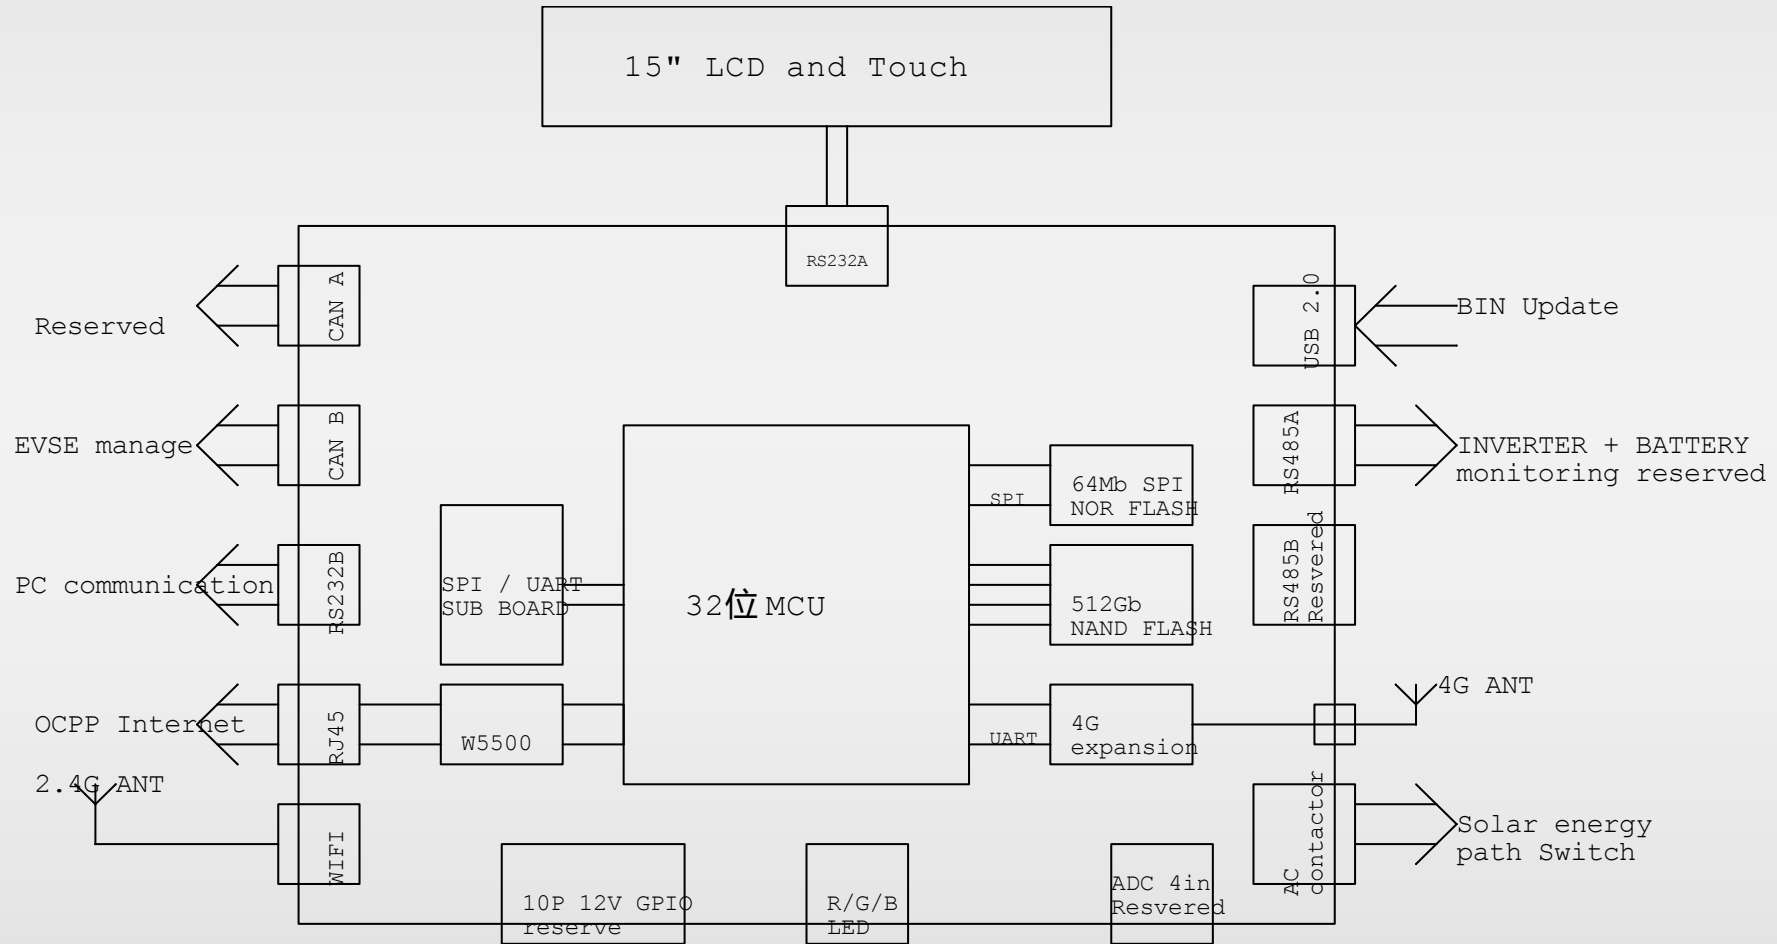 15" LCD and Touch
RS232A
CAN A
Reserved
USB 2.0
BIN Update
CAN B
EVSE manage
RS485A
INVERTER + BATTERY
monitoring reserved
64Mb SPI
NOR FLASH
SPI
RS232B
PC communication
SPI / UART
SUB BOARD
32位MCU
512Gb
NAND FLASH
RS485B
Resvered
RJ45
OCPP Internet
W5500
UART
4G
expansion
4G ANT
2.4G ANT
WIFI
AC
contactor
Solar energy
path Switch
10P 12V GPIO
reserve
R/G/B
LED
ADC 4in
Resvered